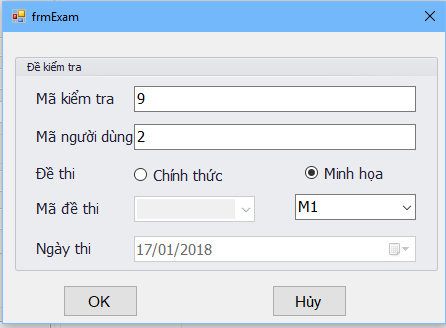 frmExam
Đề kiểm tra
Mã kiểm tra 9
Mã người dùng 2
Đề thi Chính thức Minh họa
Mã đề thi M1
Ngày thi 17/01/2018
OK Hủy